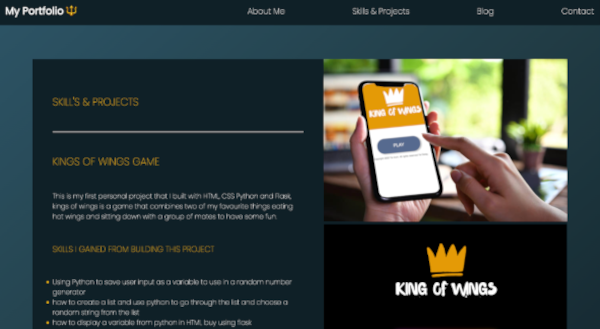 My Portfolio
About Me
Skills & Projects
Blog
Contact
SKILL'S & PROJECTS
KINGS OF WINGS GAME
This is my first personal project that I built with HTML, CSS Python and Flask,
kings of wings is a game that combines two of my favourite things eating
hot wings and sitting down with a group of mates to have some fun.
SKILLS I GAINED FROM BUILDING THIS PROJECT
Using Python to save user input as a variable to use in a random number
generator
how to create a list and use python to go through the list and choose a
random string from the list
how to display a variable from python in HTML buy using flask
KING OF WINGS
PLAY
KING OF WINGS